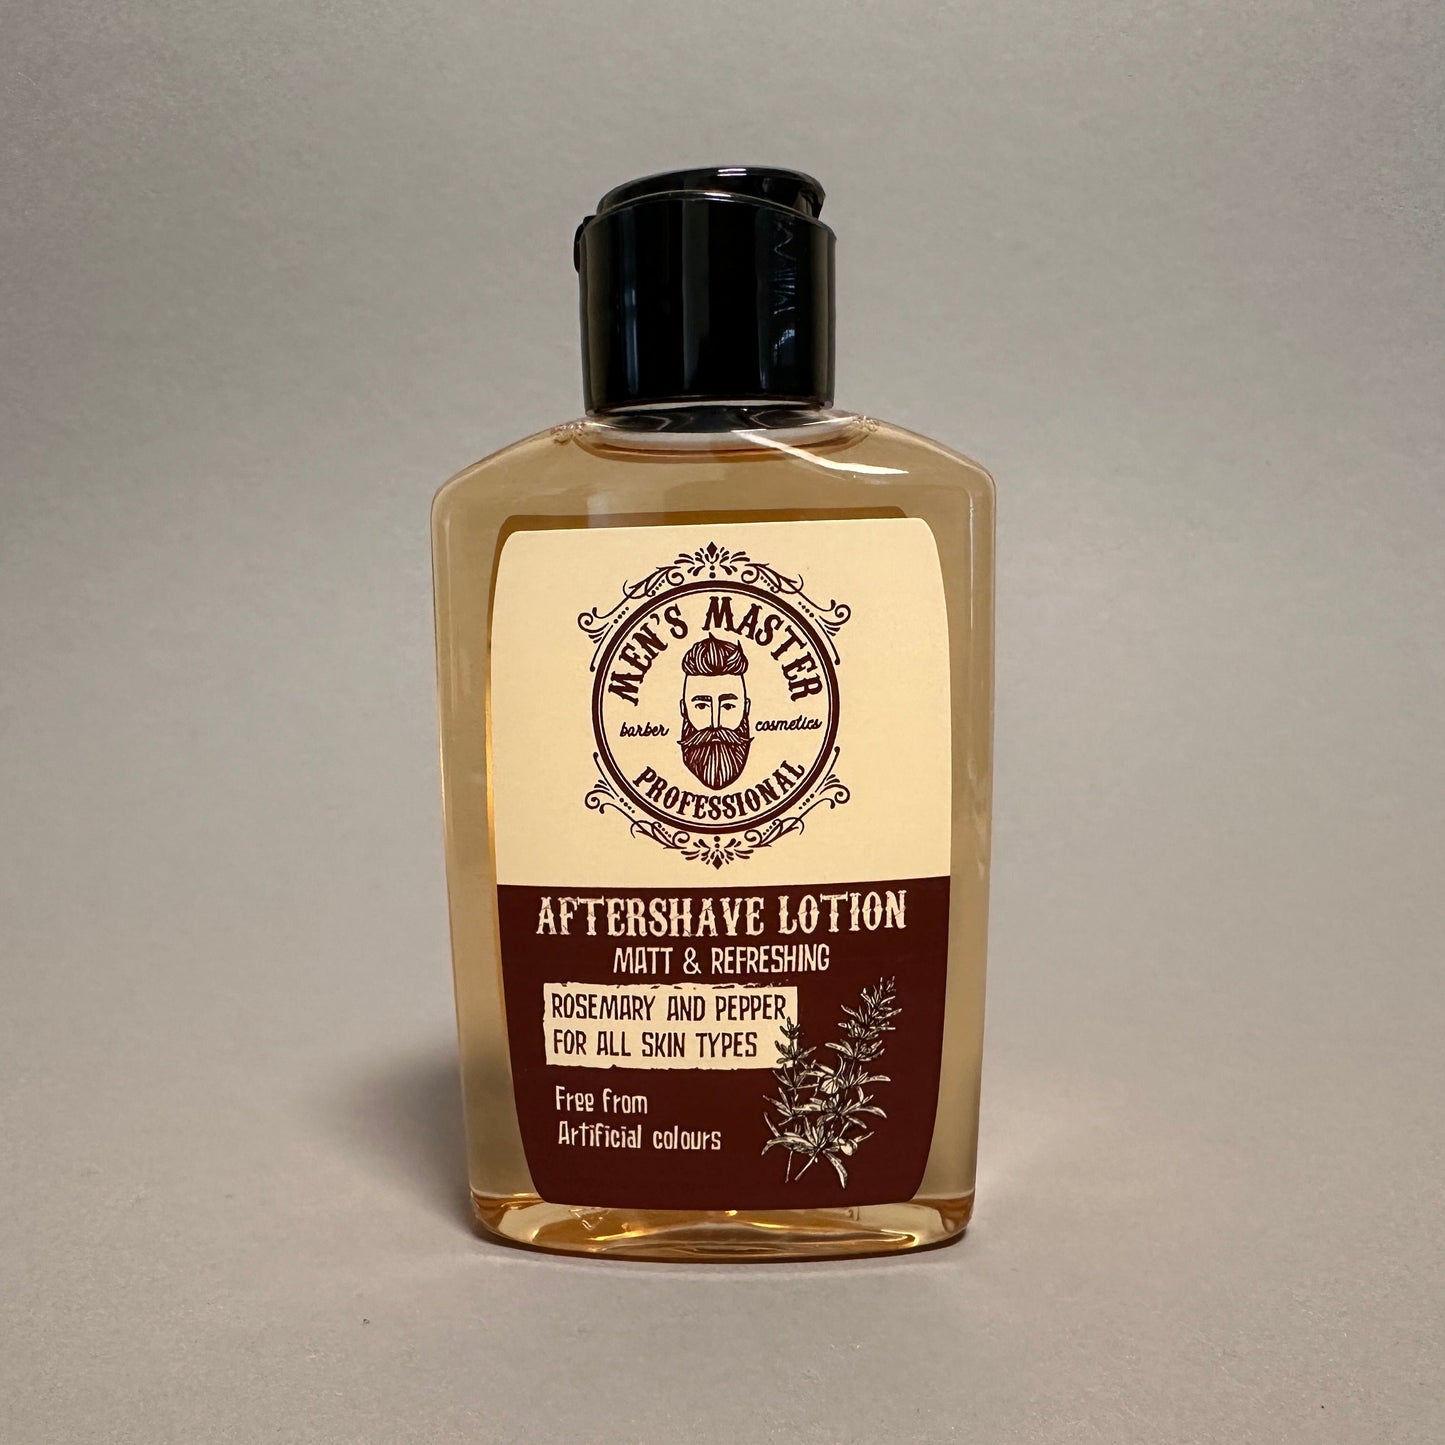 MEN'S MASTER
barber cosmetics
PROFESSIONAL
AFTERSHAVE LOTION
MATT & REFRESHING
ROSEMARY AND PEPPER
FOR ALL SKIN TYPES
Free from
Artificial colours